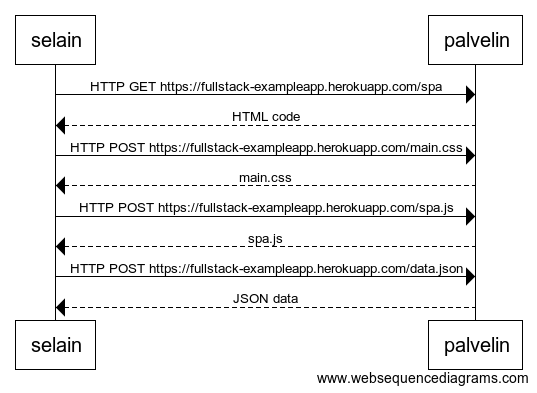 selain palvelin
HTTP GET https://fullstack-exampleapp.herokuapp.com/spa
HTML code
HTTP POST https://fullstack-exampleapp.herokuapp.com/main.css
main.css
HTTP POST https://fullstack-exampleapp.herokuapp.com/spa.js
spa.js
HTTP POST https://fullstack-exampleapp.herokuapp.com/data.json
JSON data
selain palvelin
www.websequencediagrams.com